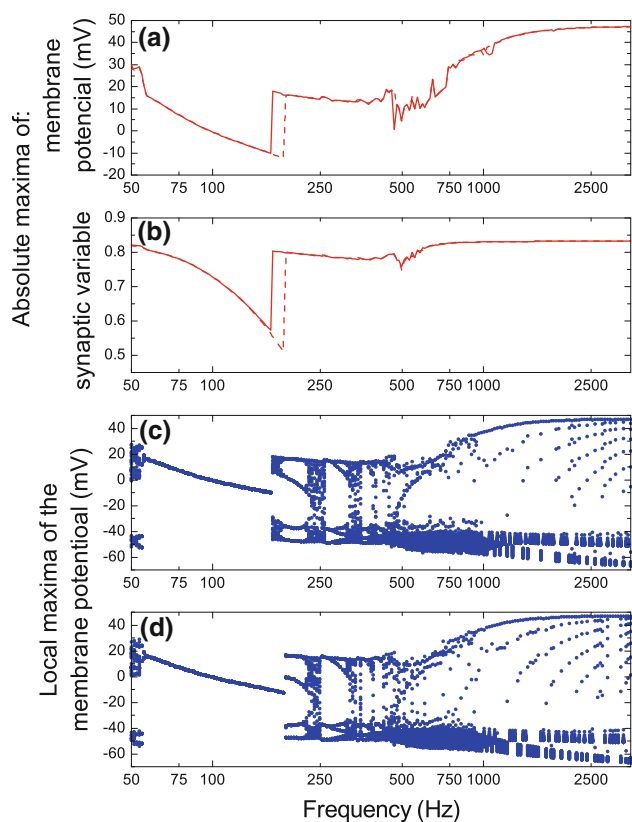 Absolute maxima of:
membrane
potencial (mV)
(a)
50
40
30
20
10
0
-10
-20
50 75 100 250 500 750 1000 2500
synaptic variable
(b)
0.9
0.8
0.7
0.6
0.5
50 75 100 250 500 750 1000 2500
Local maxima of the
membrane potentioal (mV)
(c)
40
20
0
-20
-40
-60
50 75 100 250 500 750 1000 2500
(d)
40
20
0
-20
-40
-60
50 75 100 250 500 750 1000 2500
Frequency (Hz)